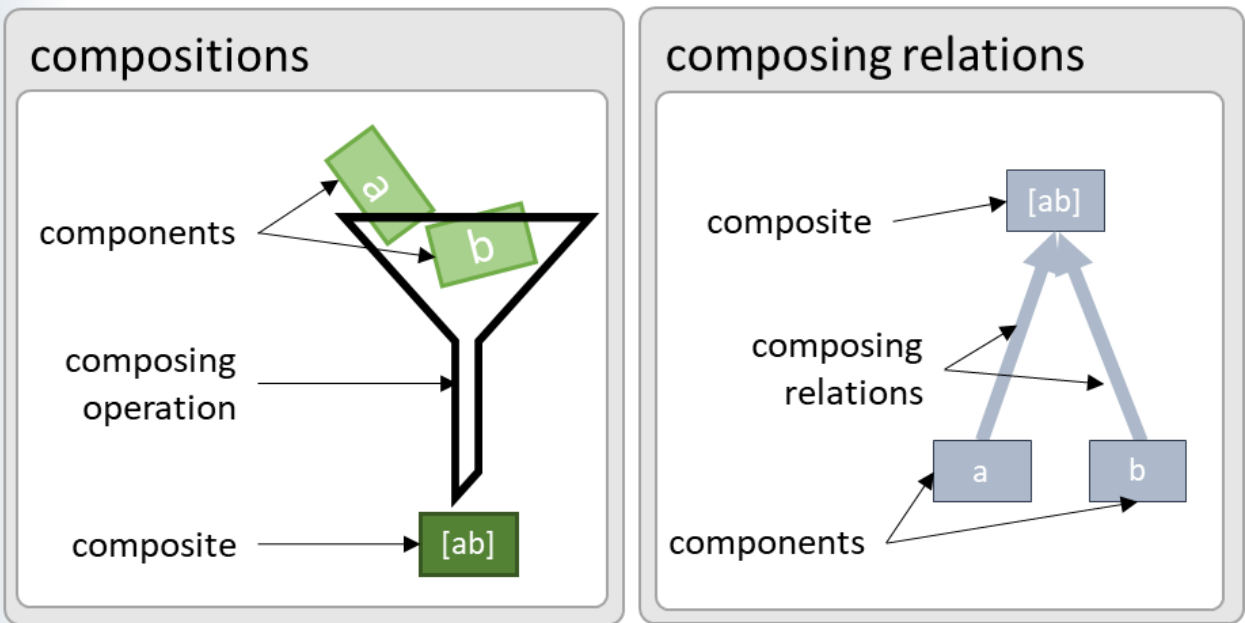 compositions
a
b
components
composing
operation
composite
[ab]
composing relations
composite
[ab]
composing
relations
a
b
components